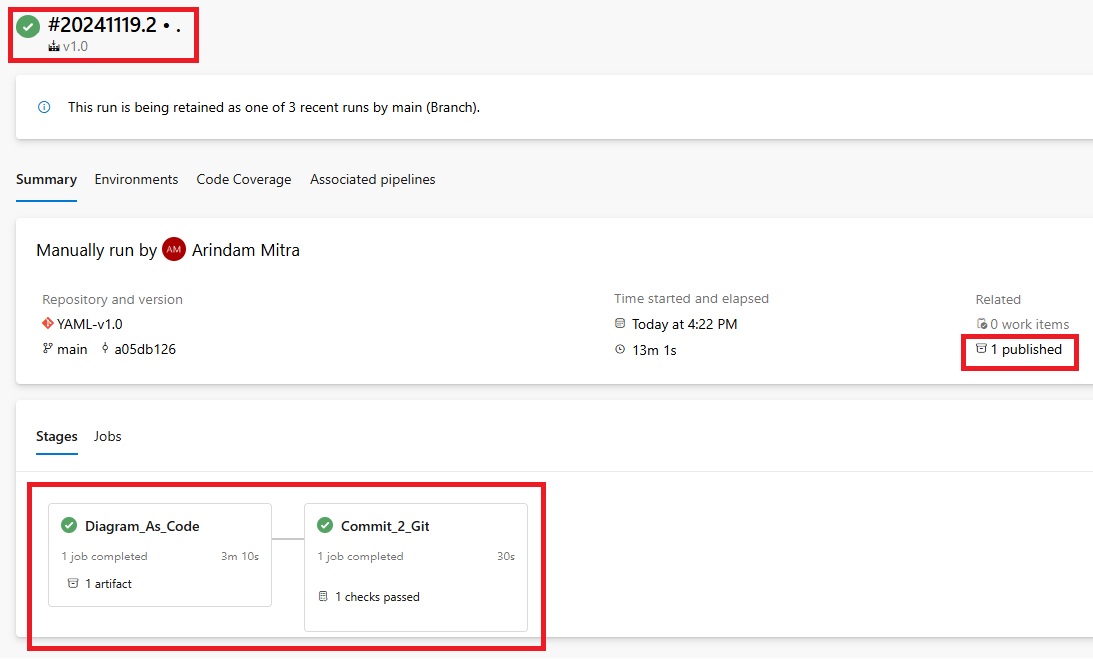 #20241119.2 • .
v1.0
This run is being retained as one of 3 recent runs by main (Branch).
Summary Environments Code Coverage Associated pipelines
Manually run by AM Arindam Mitra
Repository and version
YAML-v1.0
main a05db126
Time started and elapsed
Today at 4:22 PM
13m 1s
Related
0 work items
1 published
Stages Jobs
Diagram_As_Code
1 job completed 3m 10s
1 artifact
Commit_2_Git
1 job completed 30s
1 checks passed